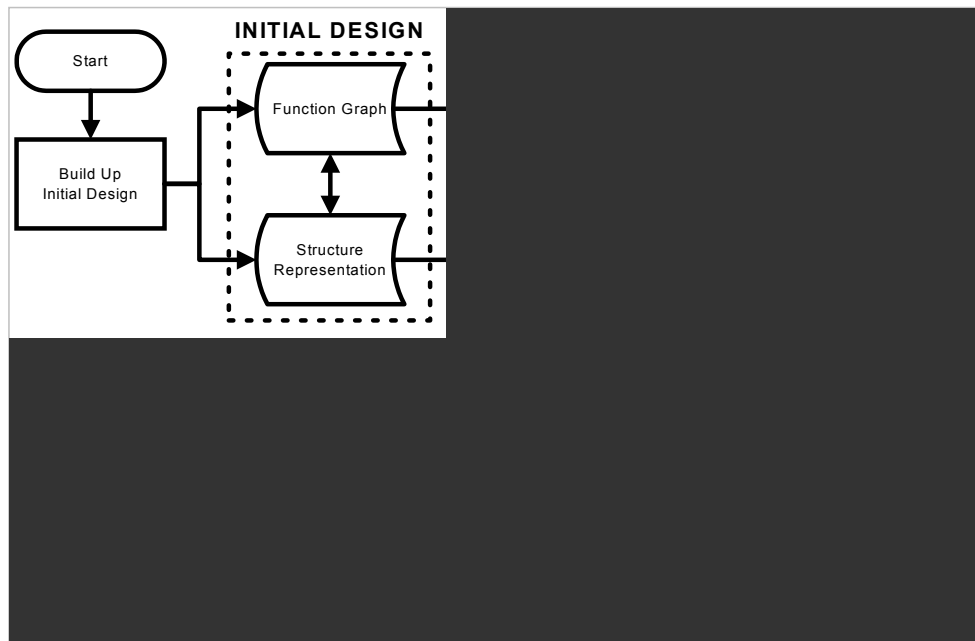 INITIAL DESIGN
Start
Function Graph
Build Up
Initial Design
Structure
Representation